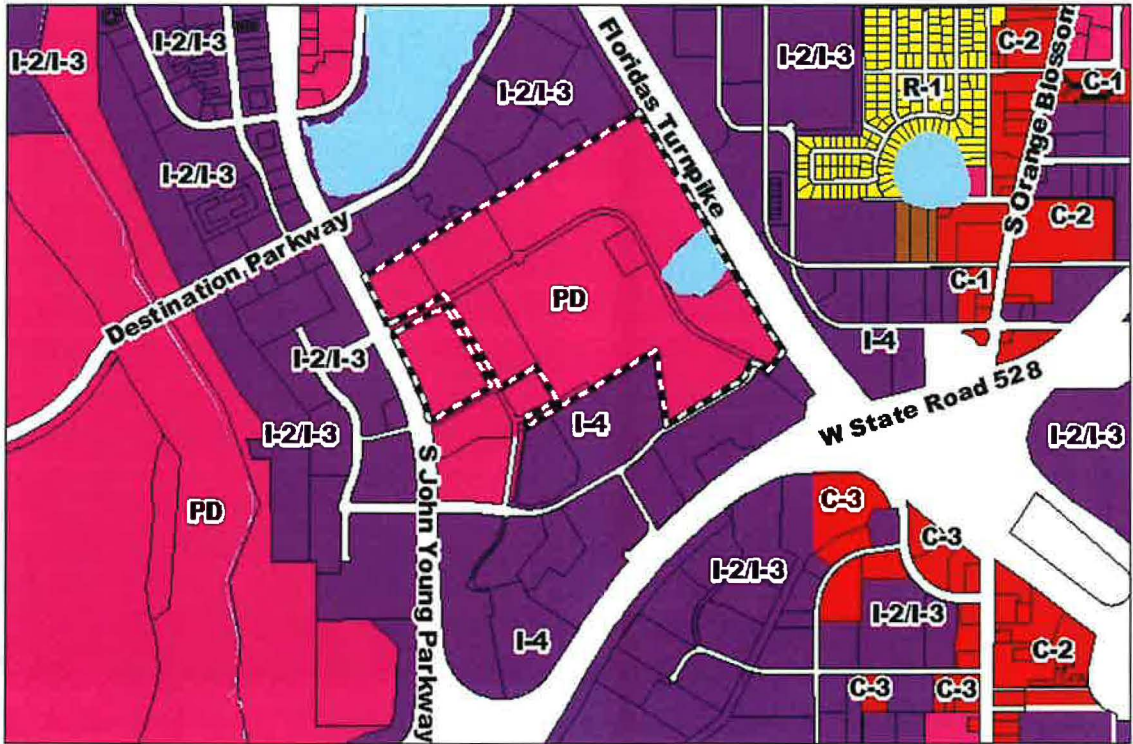 I-2/I-3
I-2/I-3
I-2/I-3
I-2/I-3
C-2
C-1
R-1
I-2/I-3
Floridas Turnpike
S Orange Blossom
C-2
C-1
Destination Parkway
PD
I-2/I-3
I-4
W State Road 528
I-2/I-3
I-4
I-2/I-3
S John Young Parkway
PD
C-3
C-3
I-2/I-3
I-2/I-3
I-4
C-2
C-3
C-3